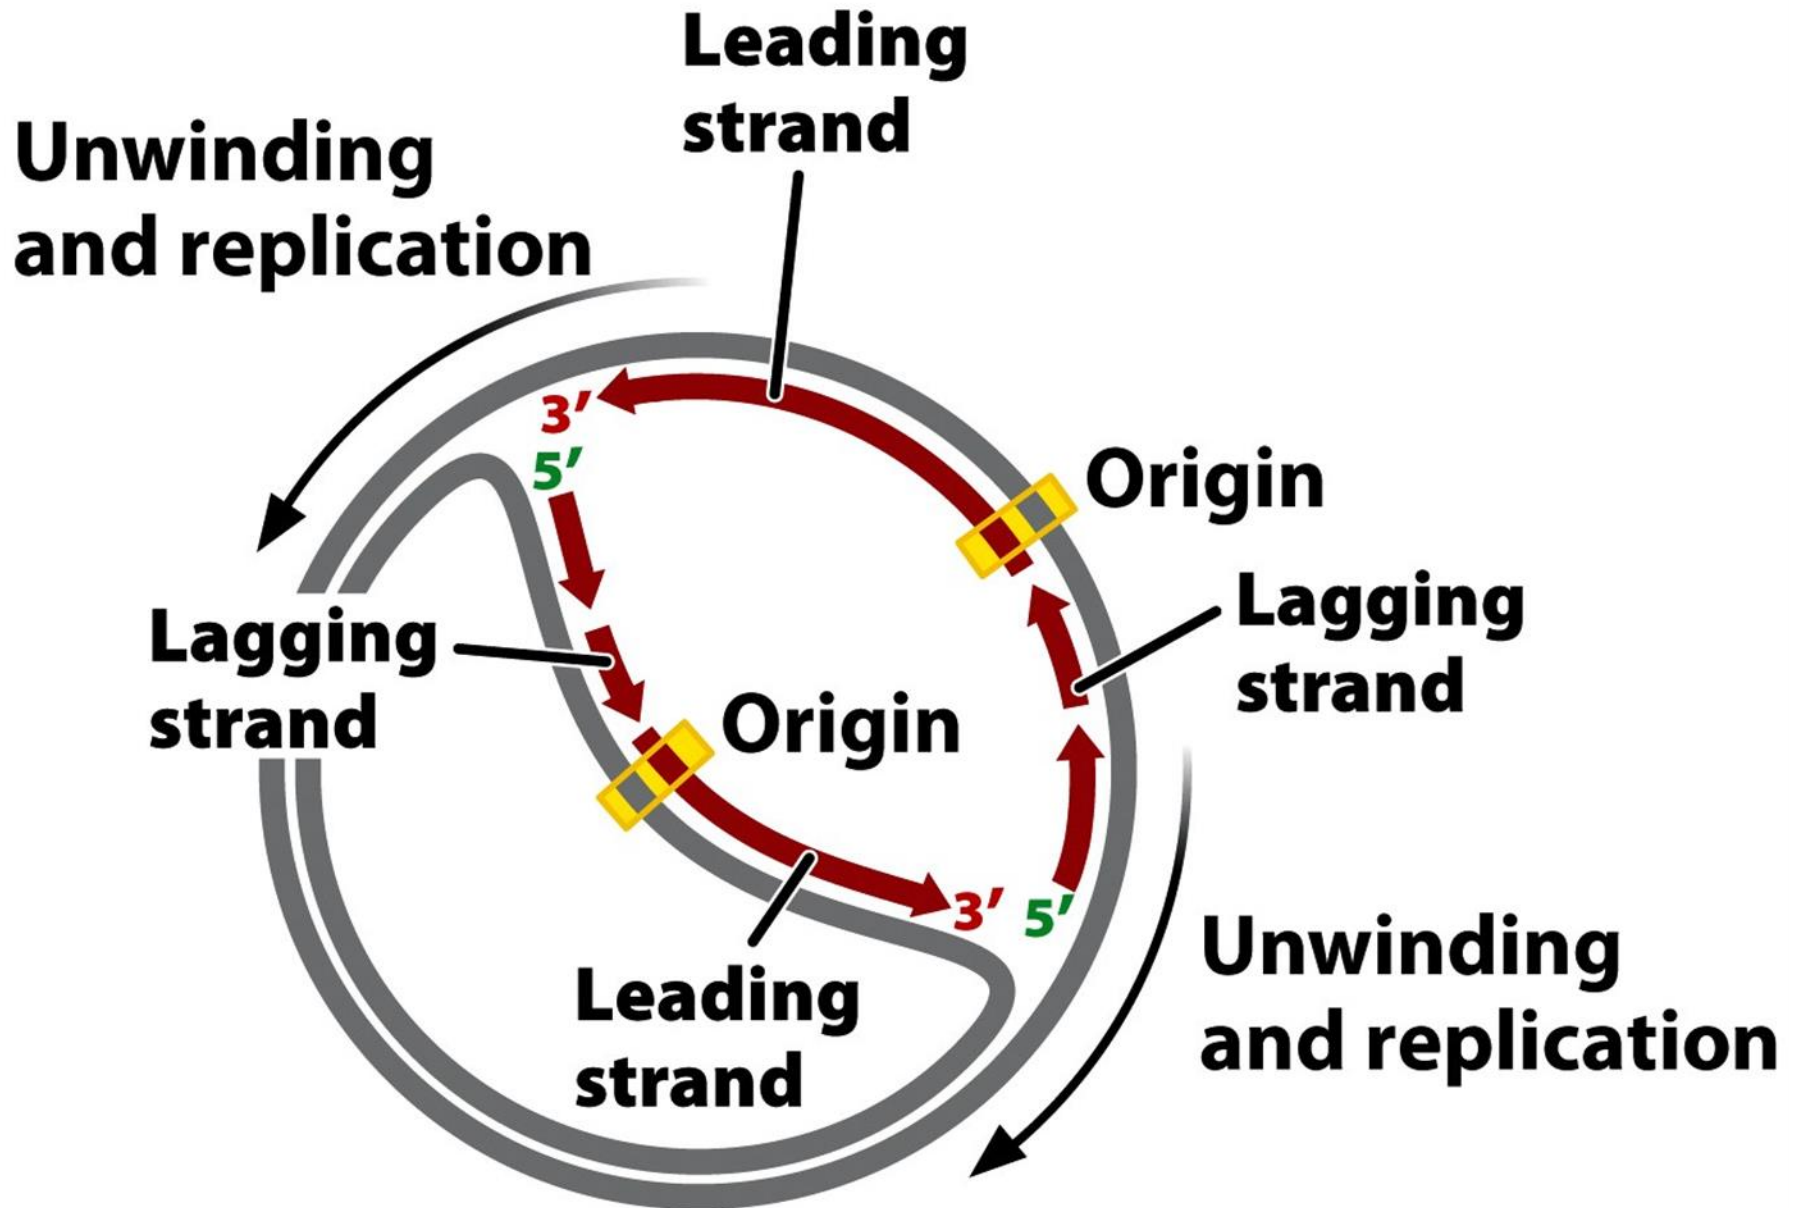 Leading
strand
Unwinding
and replication
3′
5′
Origin
Lagging
strand
Lagging
strand
Origin
3′ 5′
Leading
strand
Unwinding
and replication